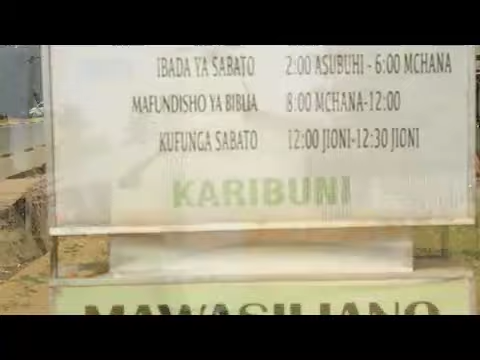 IBADA YA SABATO 2:00 ASUBUHI - 6:00 MCHANA
MAFUNDISHO YA BIBLIA 8:00 MCHANA-12:00
KUFUNGA SABATO 12:00 JIONI-12:30 JIONI
KARIBUNI
MAWASILIANO